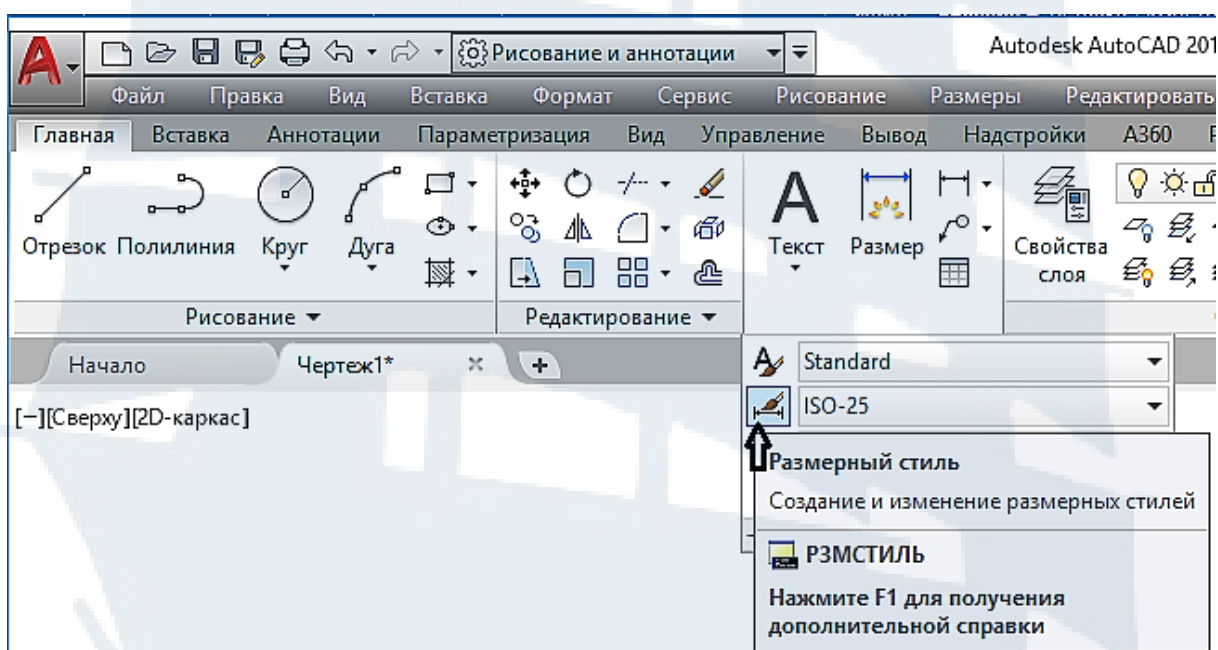 Рисование и аннотации
Autodesk AutoCAD 201
Файл Правка Вид Вставка Формат Сервис Рисование Размеры Редактировать
Главная Вставка Аннотации Параметризация Вид Управление Вывод Надстройки A360
Отрезок Полилиния Круг Дуга Текст Размер Свойства слоя
Рисование Редактирование
Начало Чертеж1*
Standard
[−][Сверху][2D-каркас]
ISO-25
Размерный стиль
Создание и изменение размерных стилей
РЗМСТИЛЬ
Нажмите F1 для получения
дополнительной справки